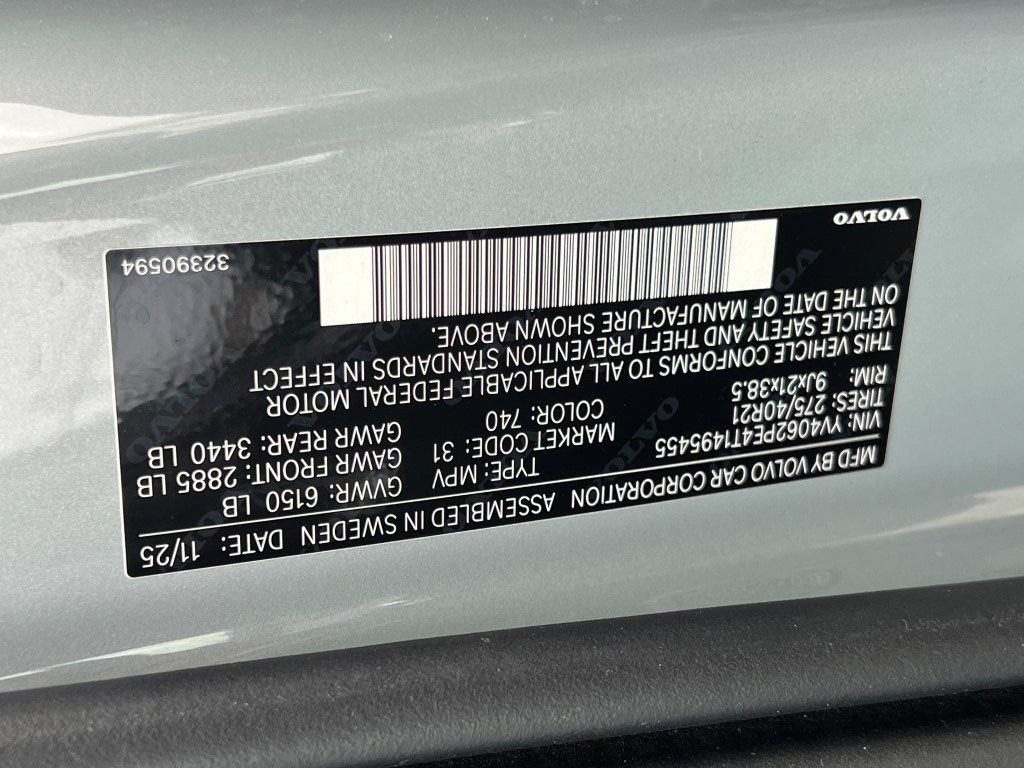 MFD BY VOLVO CAR CORPORATION ASSEMBLED IN SWEDEN DATE: 11/25
VIN: YV4062PE4T1495455 TYPE: MPV GVWR: 6150 LB
TIRES: 275/40R21 MARKET CODE: 31 GAWR FRONT: 2885 LB
RIM: 9Jx21x38.5 COLOR: 740 GAWR REAR: 3440 LB
THIS VEHICLE CONFORMS TO ALL APPLICABLE FEDERAL MOTOR
VEHICLE SAFETY AND THEFT PREVENTION STANDARDS IN EFFECT
ON THE DATE OF MANUFACTURE SHOWN ABOVE.
VOLVO 32390594